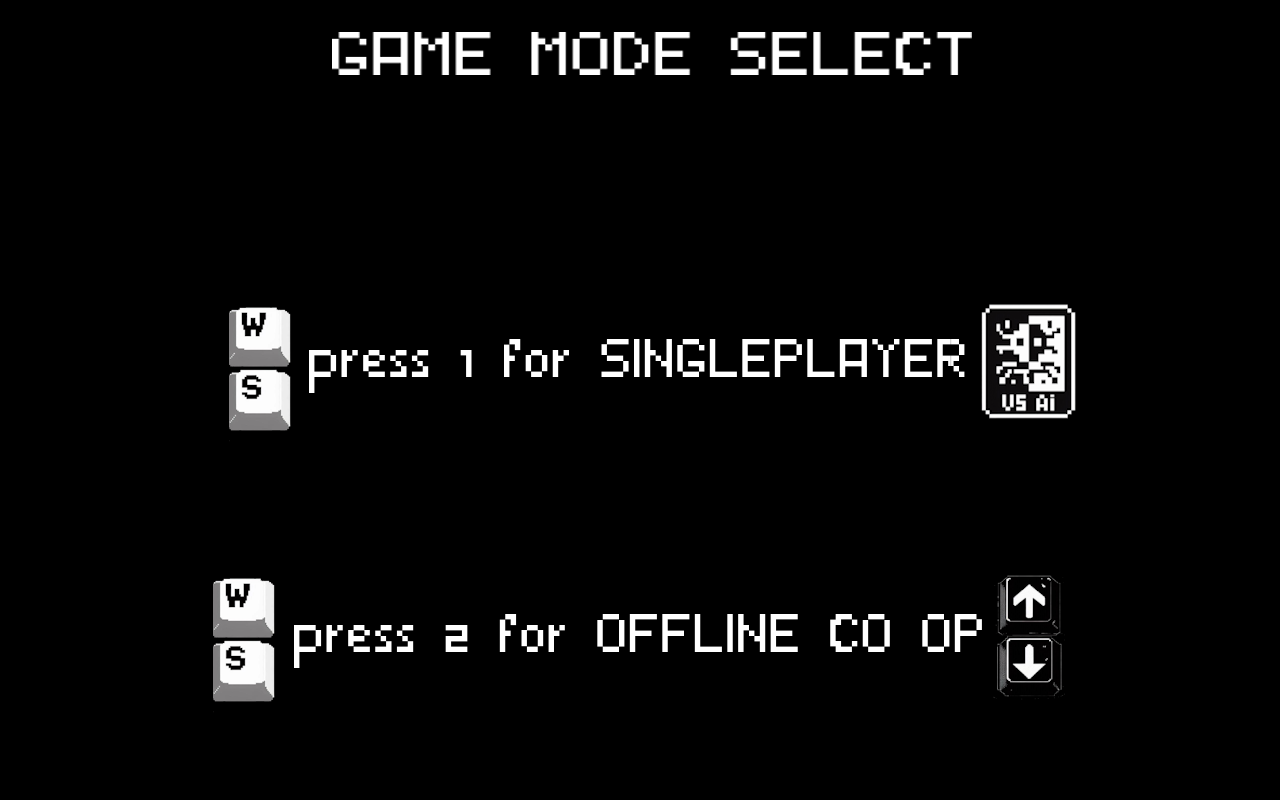 GAME MODE SELECT
W
S
press 1 for SINGLEPLAYER
VS Ai
W
S
press 2 for OFFLINE CO OP